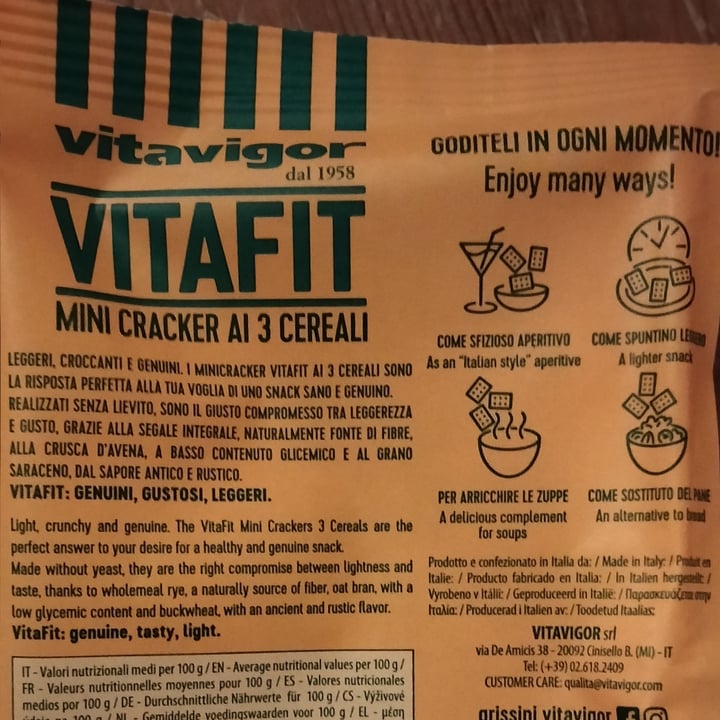 vitavigor
dal 1958
VITAFIT
MINI CRACKER AI 3 CEREALI
LEGGERI, CROCCANTI E GENUINI. I MINICRACKER VITAFIT AI 3 CEREALI SONO
LA RISPOSTA PERFETTA ALLA TUA VOGLIA DI UNO SNACK SANO E GENUINO.
REALIZZATI SENZA LIEVITO, SONO IL GIUSTO COMPROMESSO TRA LEGGEREZZA
E GUSTO, GRAZIE ALLA SEGALE INTEGRALE, NATURALMENTE FONTE DI FIBRE,
ALLA CRUSCA D'AVENA, A BASSO CONTENUTO GLICEMICO E AL GRANO
SARACENO, DAL SAPORE ANTICO E RUSTICO.
VITAFIT: GENUINI, GUSTOSI, LEGGERI.
Light, crunchy and genuine. The VitaFit Mini Crackers 3 Cereals are the
perfect answer to your desire for a healthy and genuine snack.
Made without yeast, they are the right compromise between lightness and
taste, thanks to wholemeal rye, a naturally source of fiber, oat bran, with a
low glycemic content and buckwheat, with an ancient and rustic flavor.
VitaFit: genuine, tasty, light.
IT - Valori nutrizionali medi per 100 g / EN - Average nutritional values per 100 g /
FR - Valeurs nutritionnelles moyennes pour 100 g / ES - Valores nutricionales
medios por 100 g / DE - Durchschnittliche Nährwerte für 100 g / CS - Výživové
100 g / NL - Gemiddelde voedingswaarden voor 100 g / EL - μέση
GODITELI IN OGNI MOMENTO!
Enjoy many ways!
COME SFIZIOSO APERITIVO
As an "Italian style" aperitive
COME SPUNTINO LEGGERO
A lighter snack
PER ARRICCHIRE LE ZUPPE
A delicious complement
for soups
COME SOSTITUTO DEL PANE
An alternative to bread
Prodotto e confezionato in Italia da: / Made in Italy: / Produit en
Italie: / Producto fabricado en Italia: / In Italien hergestellt: /
Vyrobeno v Itálii: / Geproduceerd in Italië: / Παρασκευάζεται στην
Ιταλία: / Producerad i Italien av: / Toodetud Itaalias:
VITAVIGOR srl
via De Amicis 38 - 20092 Cinisello B. (MI) - IT
Tel: (+39) 02.618.2409
CUSTOMER CARE: qualita@vitavigor.com
grissini vitavigor